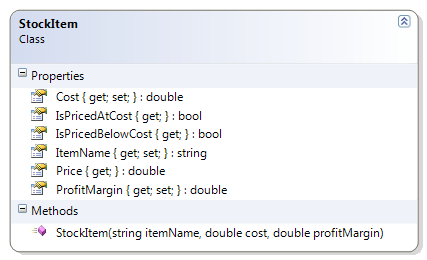 StockItem
Class
Properties
Cost { get; set; } : double
IsPricedAtCost { get; } : bool
IsPricedBelowCost { get; } : bool
ItemName { get; set; } : string
Price { get; } : double
ProfitMargin { get; set; } : double
Methods
StockItem(string itemName, double cost, double profitMargin)